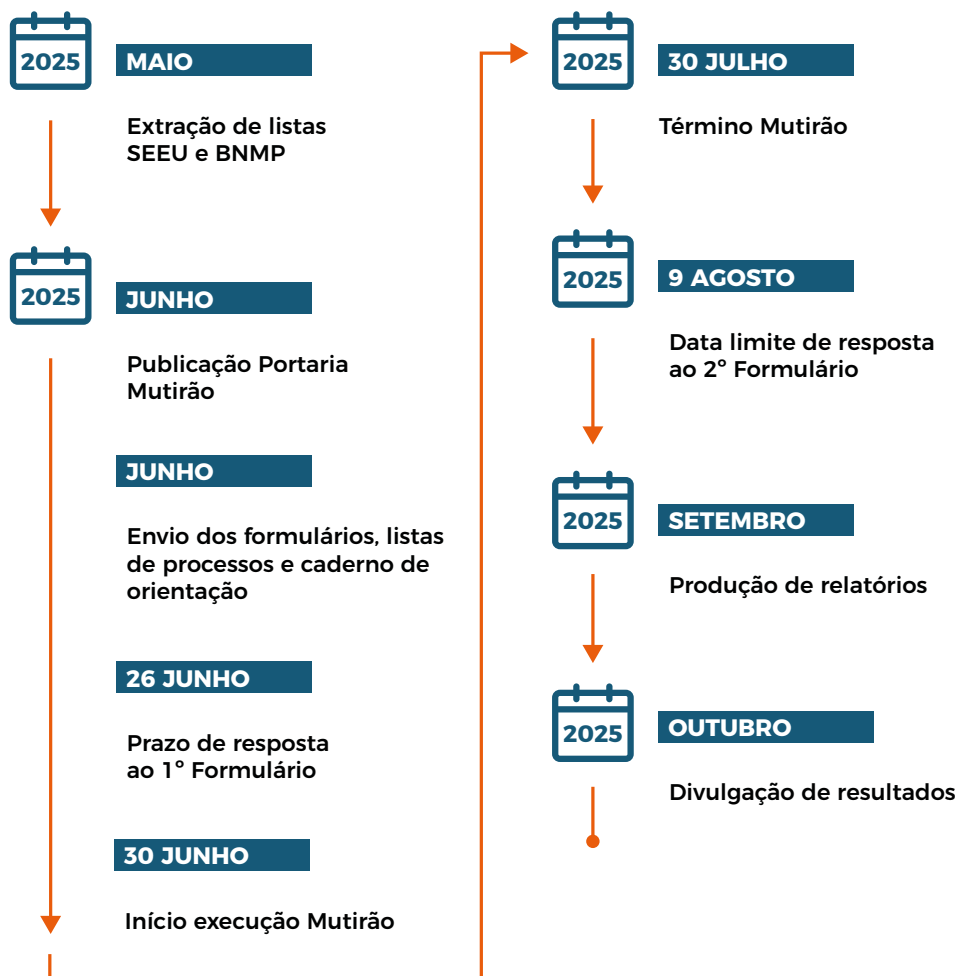 2025
MAIO
Extração de listas
SEEU e BNMP
2025
JUNHO
Publicação Portaria
Mutirão
JUNHO
Envio dos formulários, listas
de processos e caderno de
orientação
26 JUNHO
Prazo de resposta
ao 1º Formulário
30 JUNHO
Início execução Mutirão
2025
30 JULHO
Término Mutirão
2025
9 AGOSTO
Data limite de resposta
ao 2º Formulário
2025
SETEMBRO
Produção de relatórios
2025
OUTUBRO
Divulgação de resultados